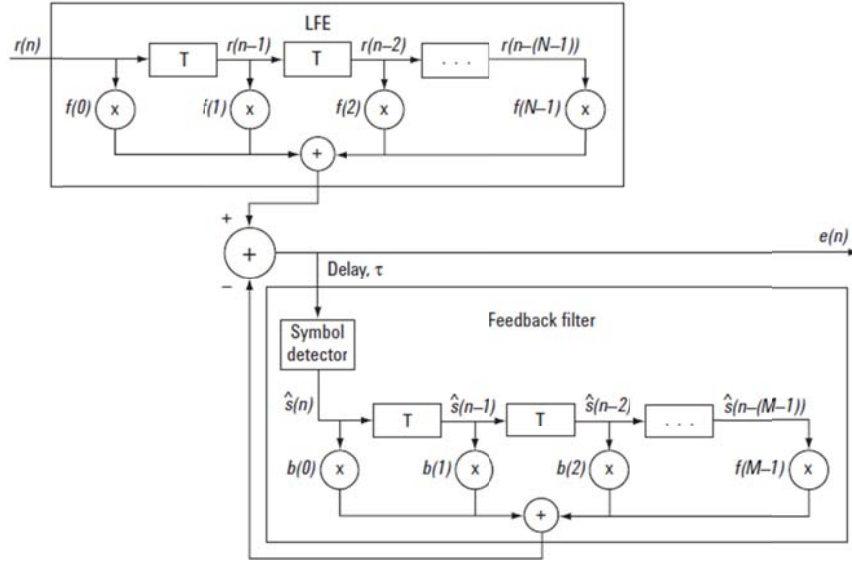 LFE
r(n)
r(n–1)
r(n–2)
r(n–(N–1))
T
T
. . .
f(0)
x
f(1)
x
f(2)
x
f(N–1)
x
+
+
+
–
e(n)
Delay, τ
Feedback filter
Symbol
detector
ŝ(n)
ŝ(n–1)
ŝ(n–2)
ŝ(n–(M–1))
T
T
. . .
b(0)
x
b(1)
x
b(2)
x
f(M–1)
x
+